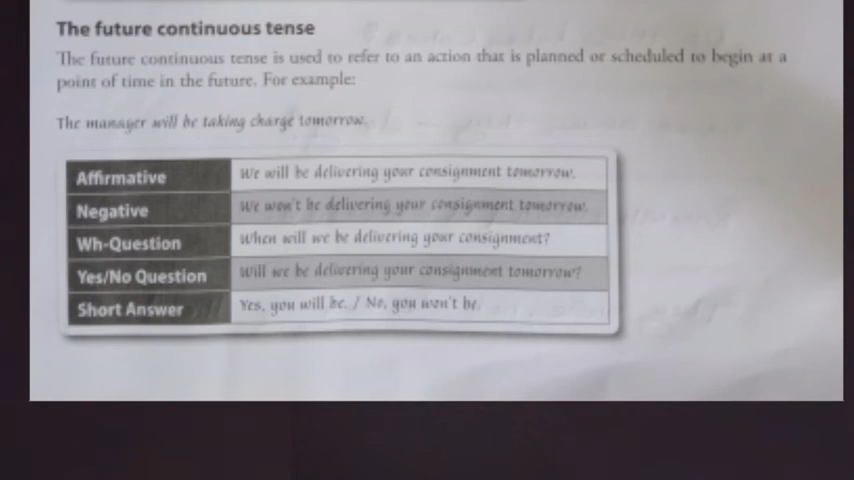 The future continuous tense
The future continuous tense is used to refer to an action that is planned or scheduled to begin at a
point of time in the future. For example:
The manager will be taking charge tomorrow.
Affirmative We will be delivering your consignment tomorrow.
Negative We won't be delivering your consignment tomorrow.
Wh-Question When will we be delivering your consignment?
Yes/No Question Will we be delivering your consignment tomorrow?
Short Answer Yes, you will be. / No, you won't be.